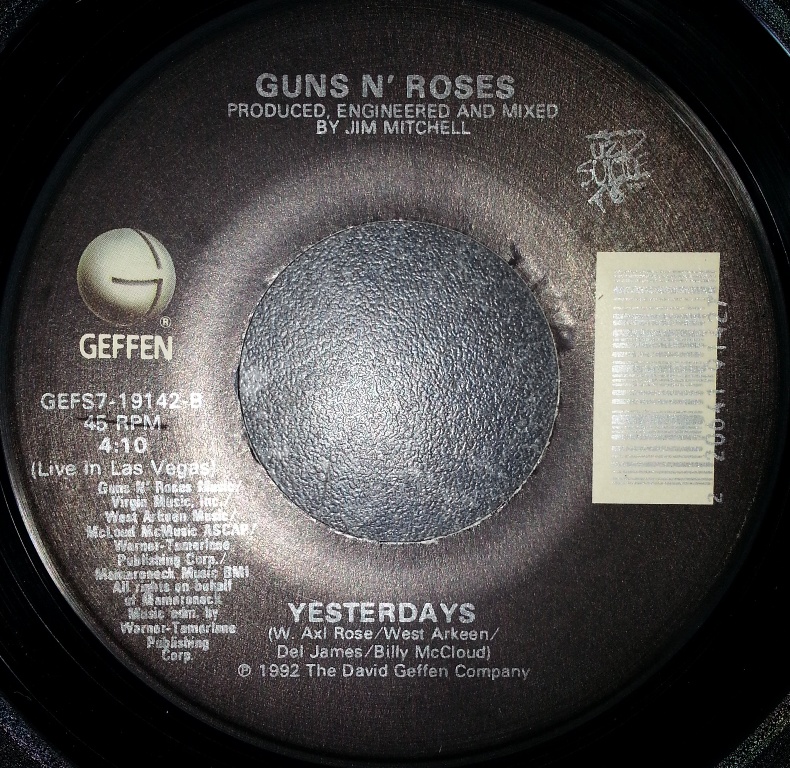 GUNS N' ROSES
PRODUCED, ENGINEERED AND MIXED
BY JIM MITCHELL
®
GEFFEN
GEFS7-19142-B
45 RPM
4:10
(Live in Las Vegas)
Guns N' Roses Music/
Virgin Music, Inc.
West Arkeen Music/
McLoud McMusic ASCAP/
Warner-Tamerlane
Publishing Corp./
Mamaroneck Music BMI
All rights on behalf
of Mamaroneck
Music adm. by
Warner-Tamerlane
Publishing
Corp.
YESTERDAYS
(W. Axl Rose/West Arkeen/
Del James/Billy McCloud)
℗ 1992 The David Geffen Company